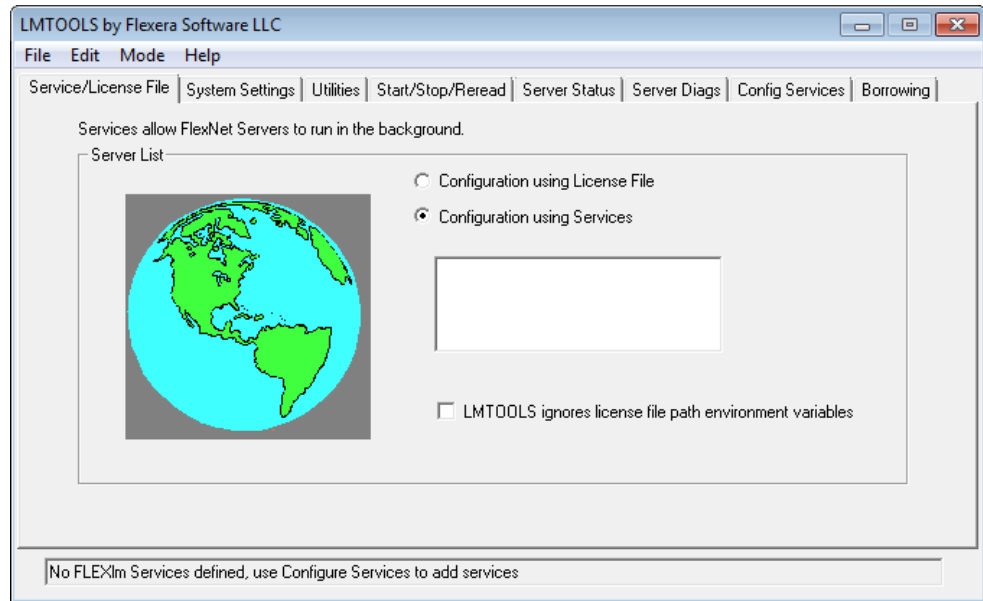 LMTOOLS by Flexera Software LLC
File Edit Mode Help
Service/License File System Settings Utilities Start/Stop/Reread Server Status Server Diags Config Services Borrowing
Services allow FlexNet Servers to run in the background.
Server List
Configuration using License File
Configuration using Services
LMTOOLS ignores license file path environment variables
No FLEXlm Services defined, use Configure Services to add services